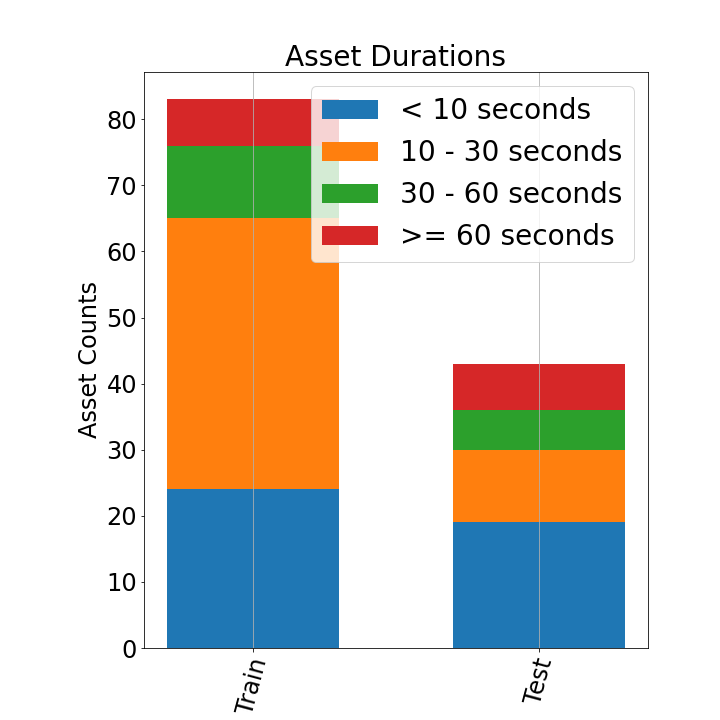 Asset Durations
< 10 seconds
10 - 30 seconds
30 - 60 seconds
>= 60 seconds
Asset Counts
80
70
60
50
40
30
20
10
0
Train
Test